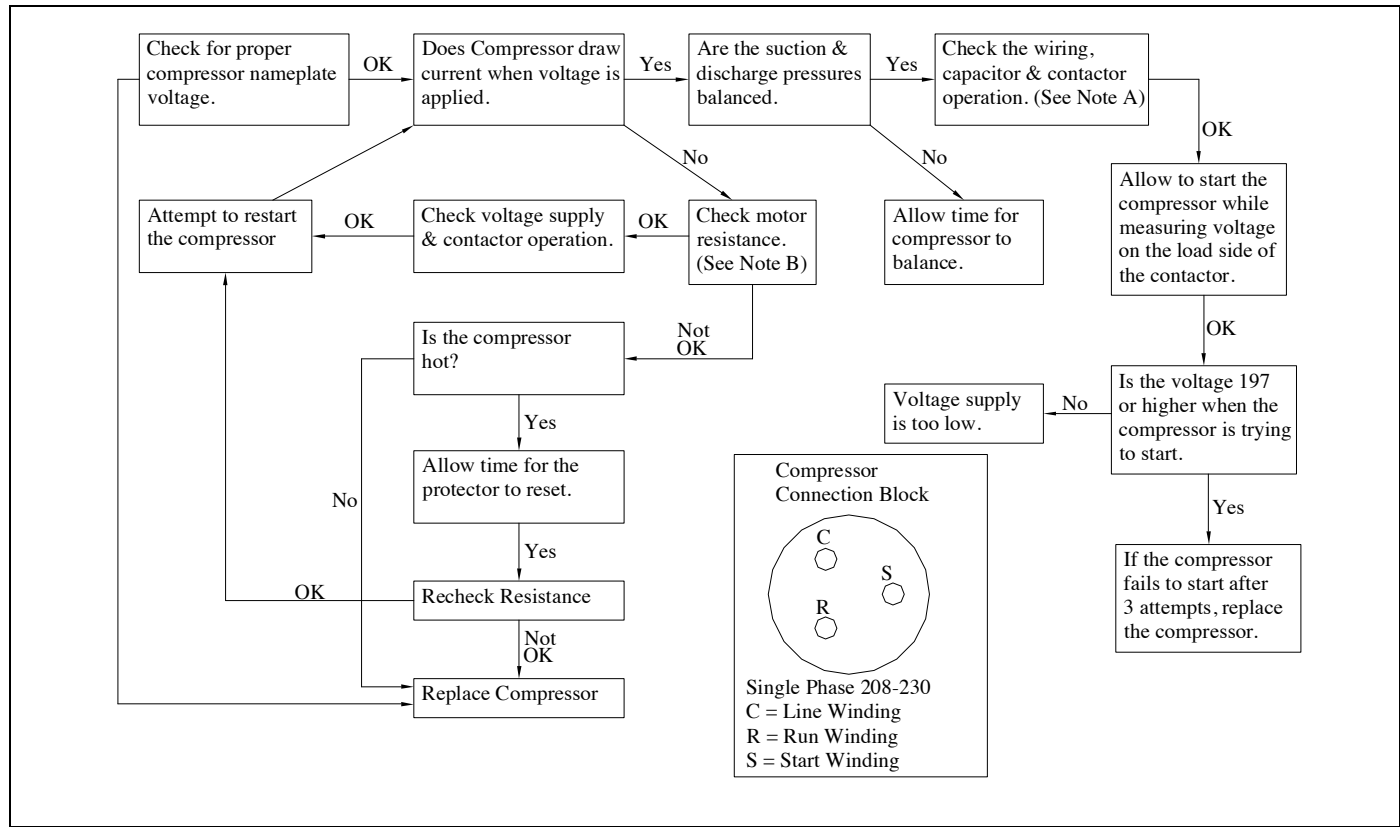 Check for proper
compressor nameplate
voltage.
OK
Does Compressor draw
current when voltage is
applied.
Yes
Are the suction &
discharge pressures
balanced.
Yes
Check the wiring,
capacitor & contactor
operation. (See Note A)
OK
No
No
Attempt to restart
the compressor
OK
Check voltage supply
& contactor operation.
OK
Check motor
resistance.
(See Note B)
Allow time for
compressor to
balance.
Allow to start the
compressor while
measuring voltage
on the load side of
the contactor.
OK
Is the compressor
hot?
Not
OK
Yes
Voltage supply
is too low.
No
Is the voltage 197
or higher when the
compressor is trying
to start.
Yes
Allow time for the
protector to reset.
No
Yes
If the compressor
fails to start after
3 attempts, replace
the compressor.
OK
Recheck Resistance
Not
OK
Replace Compressor
Compressor
Connection Block
C
S
R
Single Phase 208-230
C = Line Winding
R = Run Winding
S = Start Winding